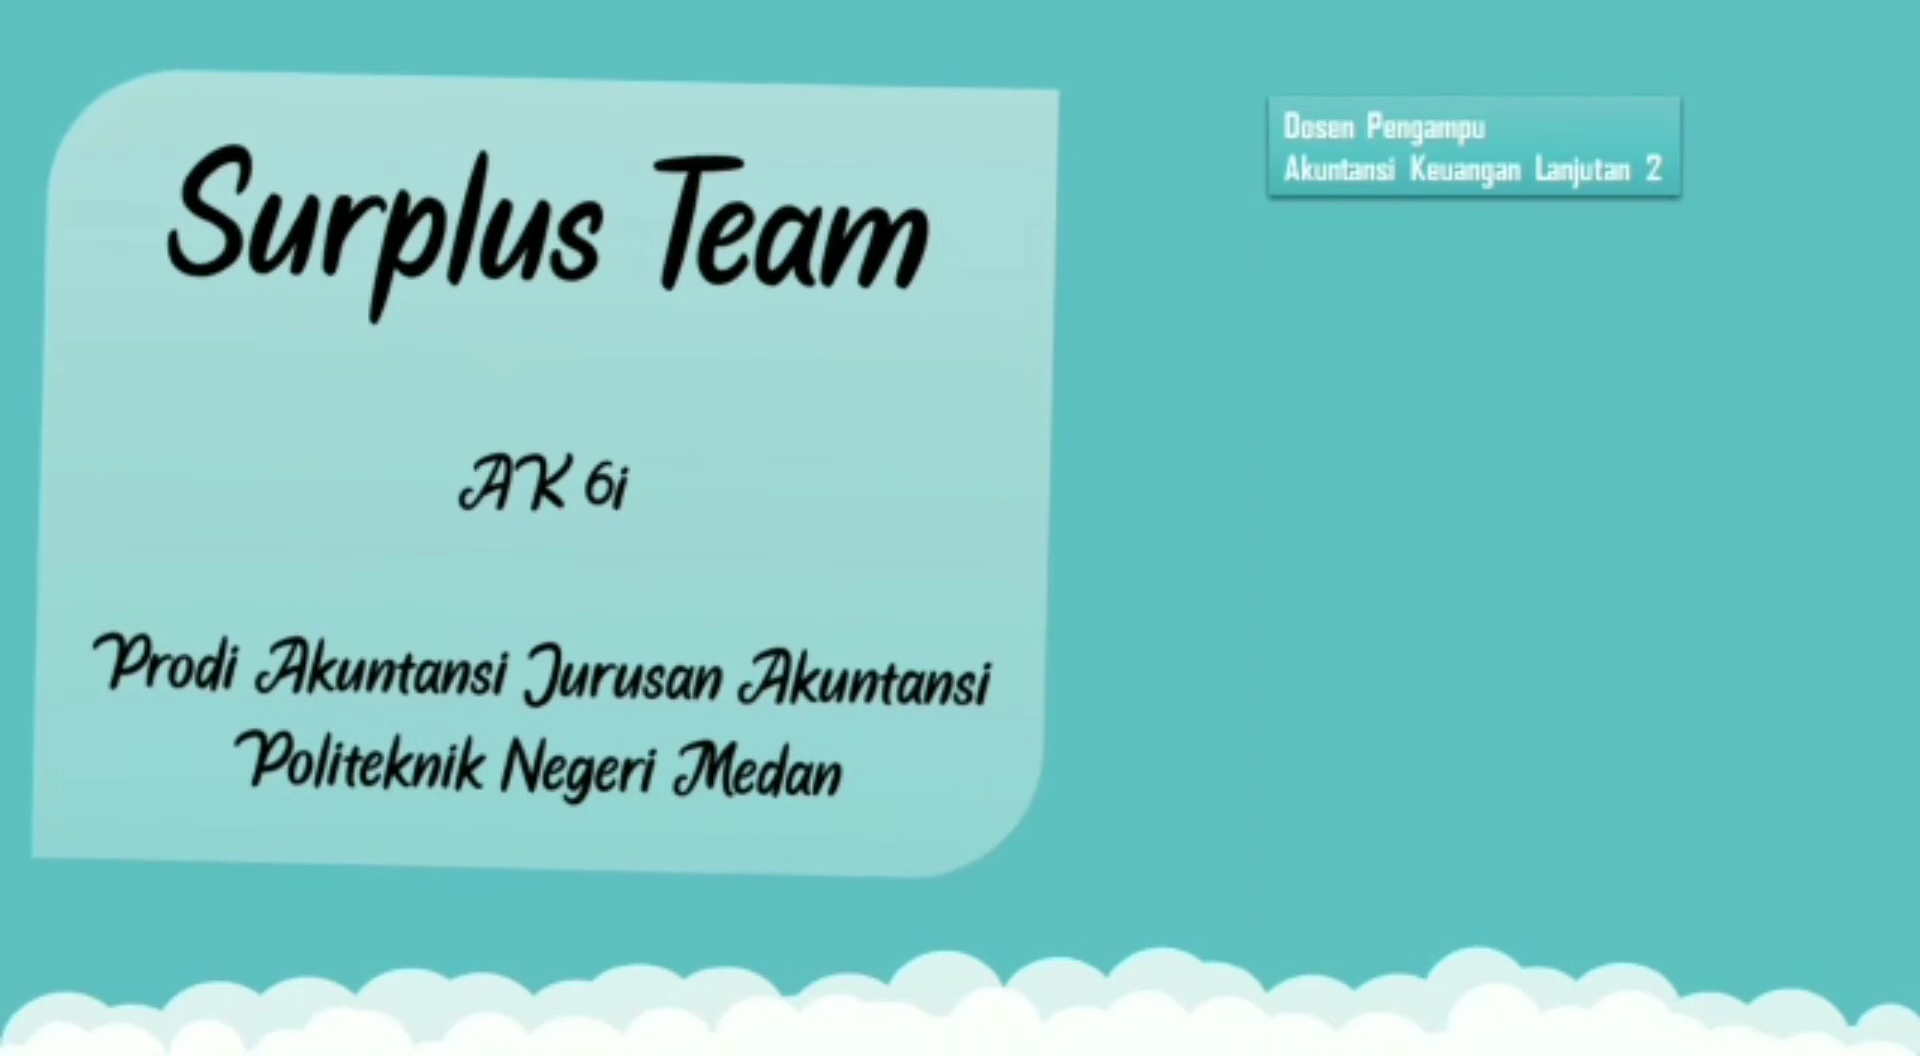 Surplus Team
AK 6i
Prodi Akuntansi Jurusan Akuntansi
Politeknik Negeri Medan
Dosen Pengampu
Akuntansi Keuangan Lanjutan 2